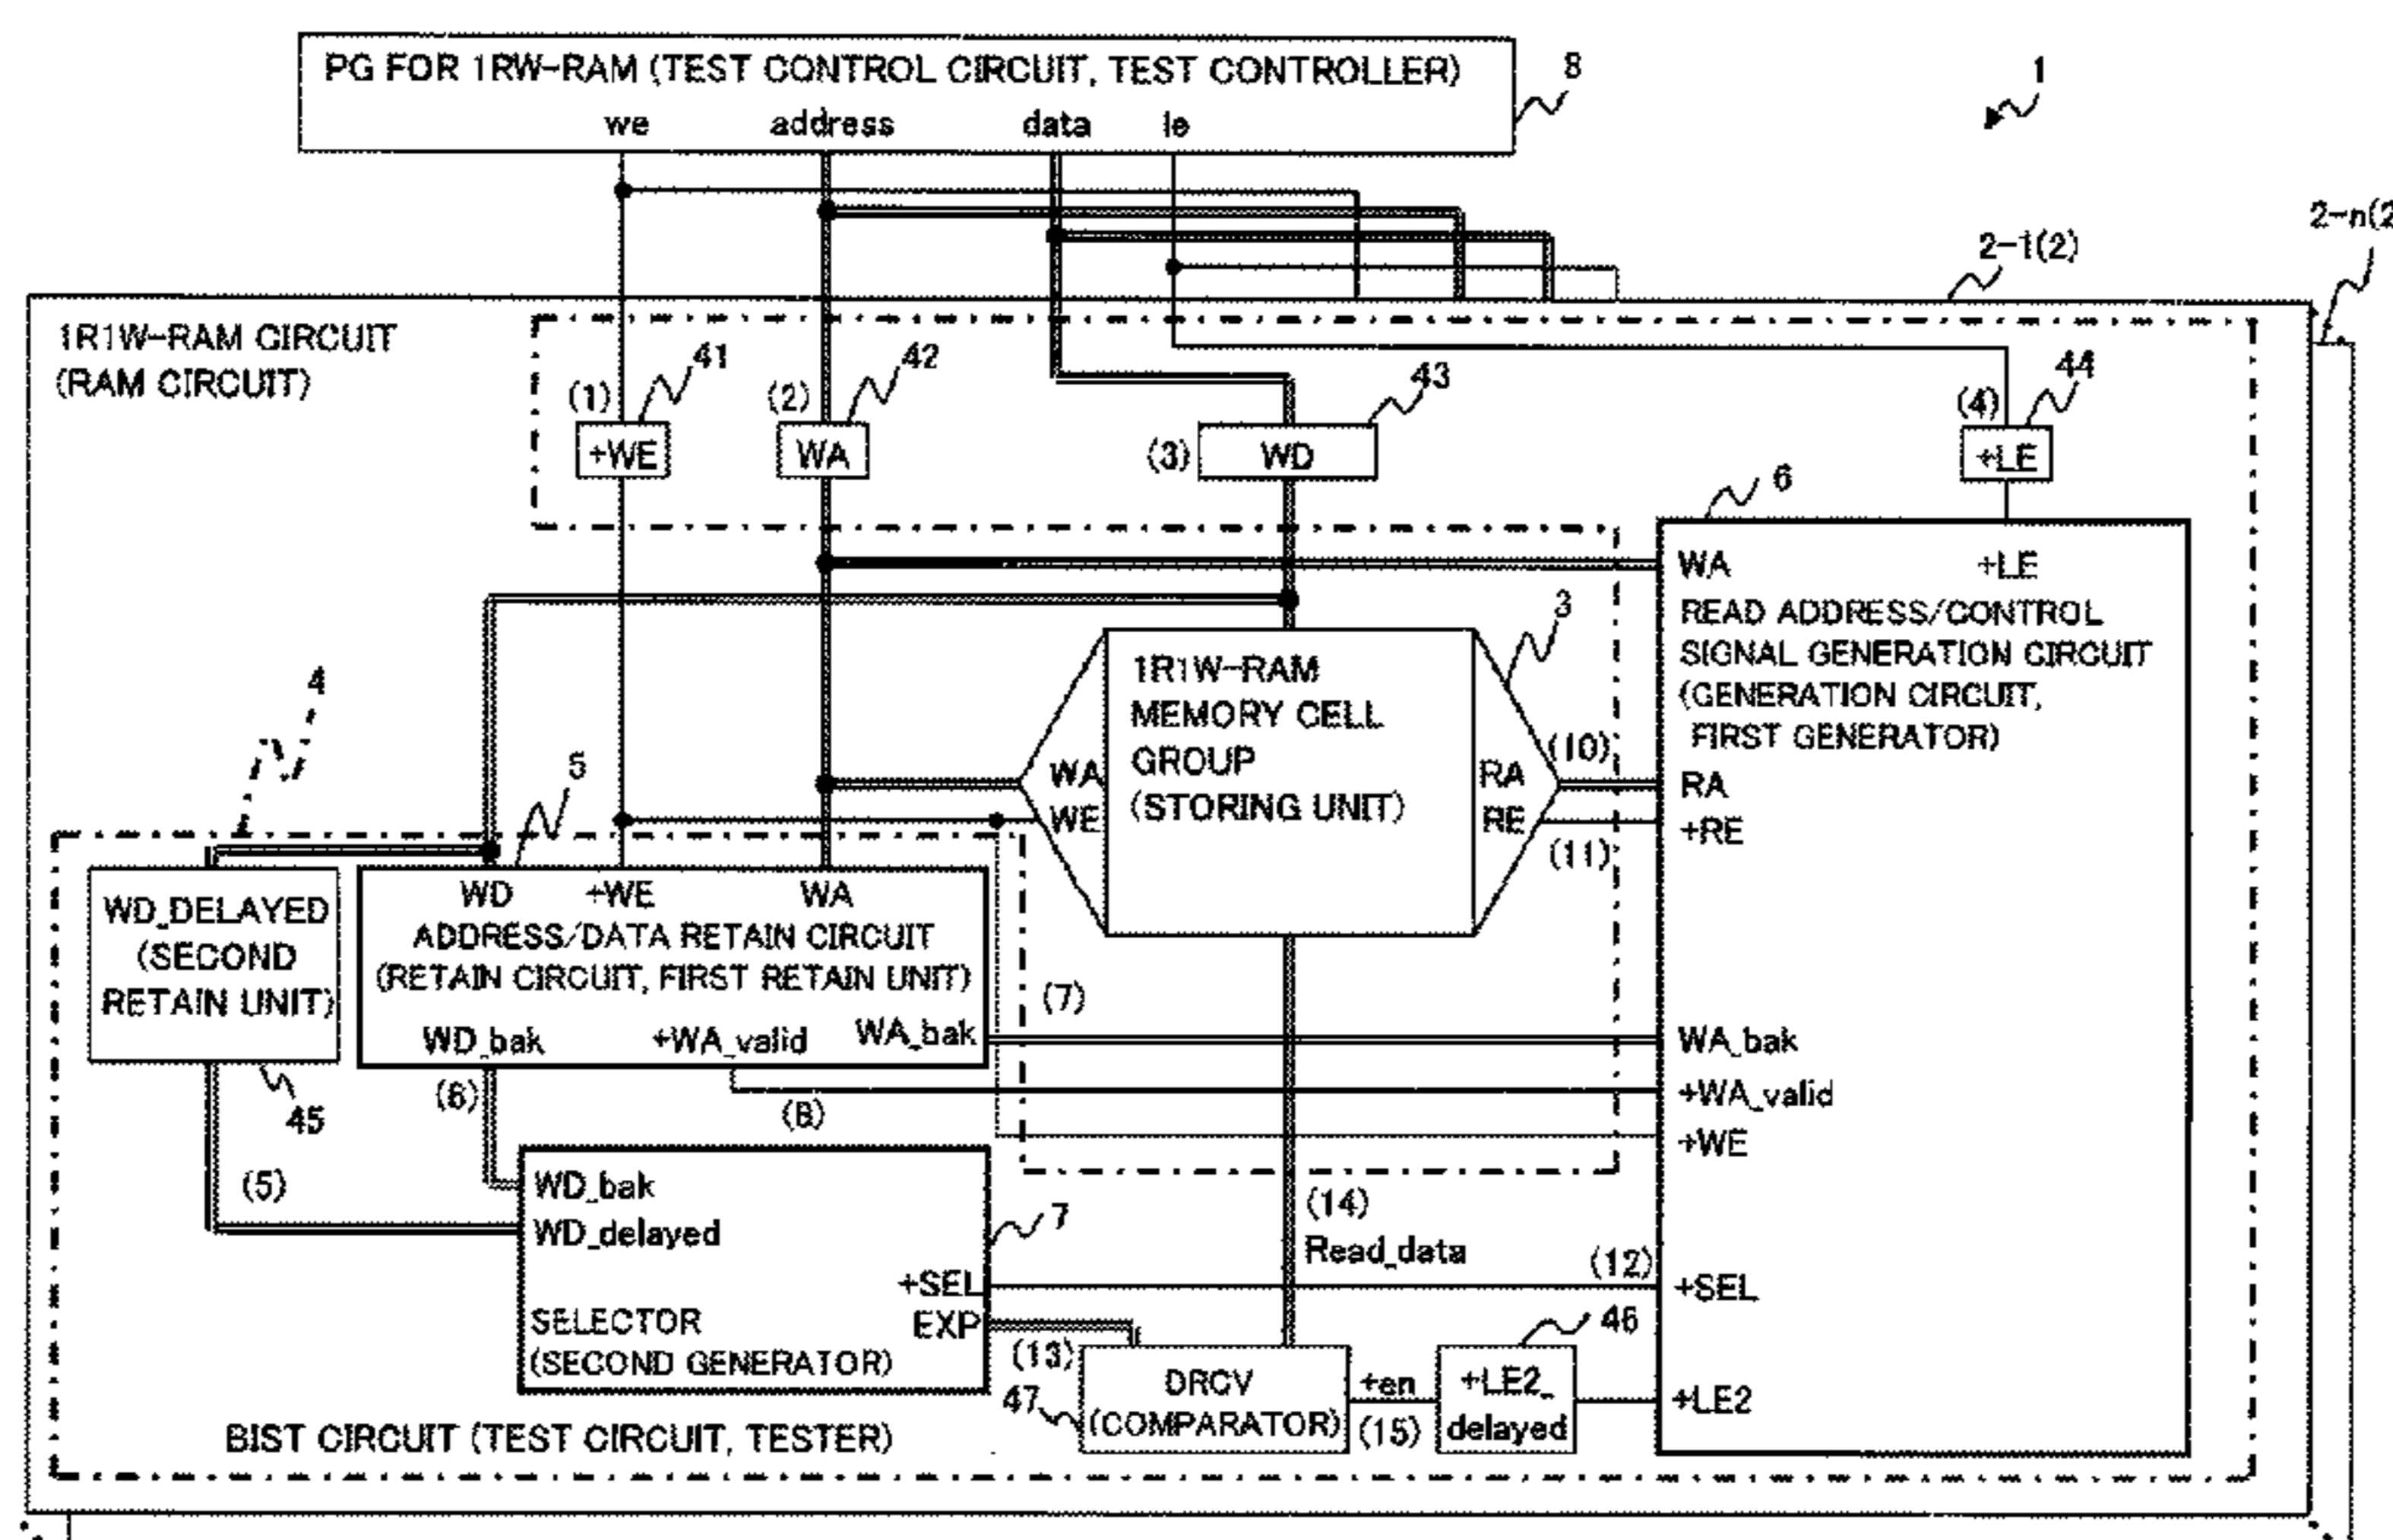 PG FOR 1RW-RAM (TEST CONTROL CIRCUIT, TEST CONTROLLER)
we address data le
8
1
2-1(2)
2-n(2
1R1W-RAM CIRCUIT
(RAM CIRCUIT)
41
42
43
44
(1)
(2)
(3)
(4)
+WE
WA
WD
+LE
6
WA +LE
READ ADDRESS/CONTROL
SIGNAL GENERATION CIRCUIT
(GENERATION CIRCUIT,
FIRST GENERATOR)
RA
+RE
WA_bak
+WA_valid
+WE
+SEL
+LE2
3
1R1W-RAM
MEMORY CELL
GROUP
(STORING UNIT)
WA
WE
RA
RE
(10)
(11)
4
5
WD_DELAYED
(SECOND
RETAIN UNIT)
45
WD +WE WA
ADDRESS/DATA RETAIN CIRCUIT
(RETAIN CIRCUIT, FIRST RETAIN UNIT)
WD_bak +WA_valid WA_bak
(7)
(6)
(8)
(5)
WD_bak
WD_delayed
+SEL
EXP
SELECTOR
(SECOND GENERATOR)
7
(14)
Read_data
(12)
46
(13)
47
DRCV
(COMPARATOR)
+en
(15)
+LE2_
delayed
BIST CIRCUIT (TEST CIRCUIT, TESTER)